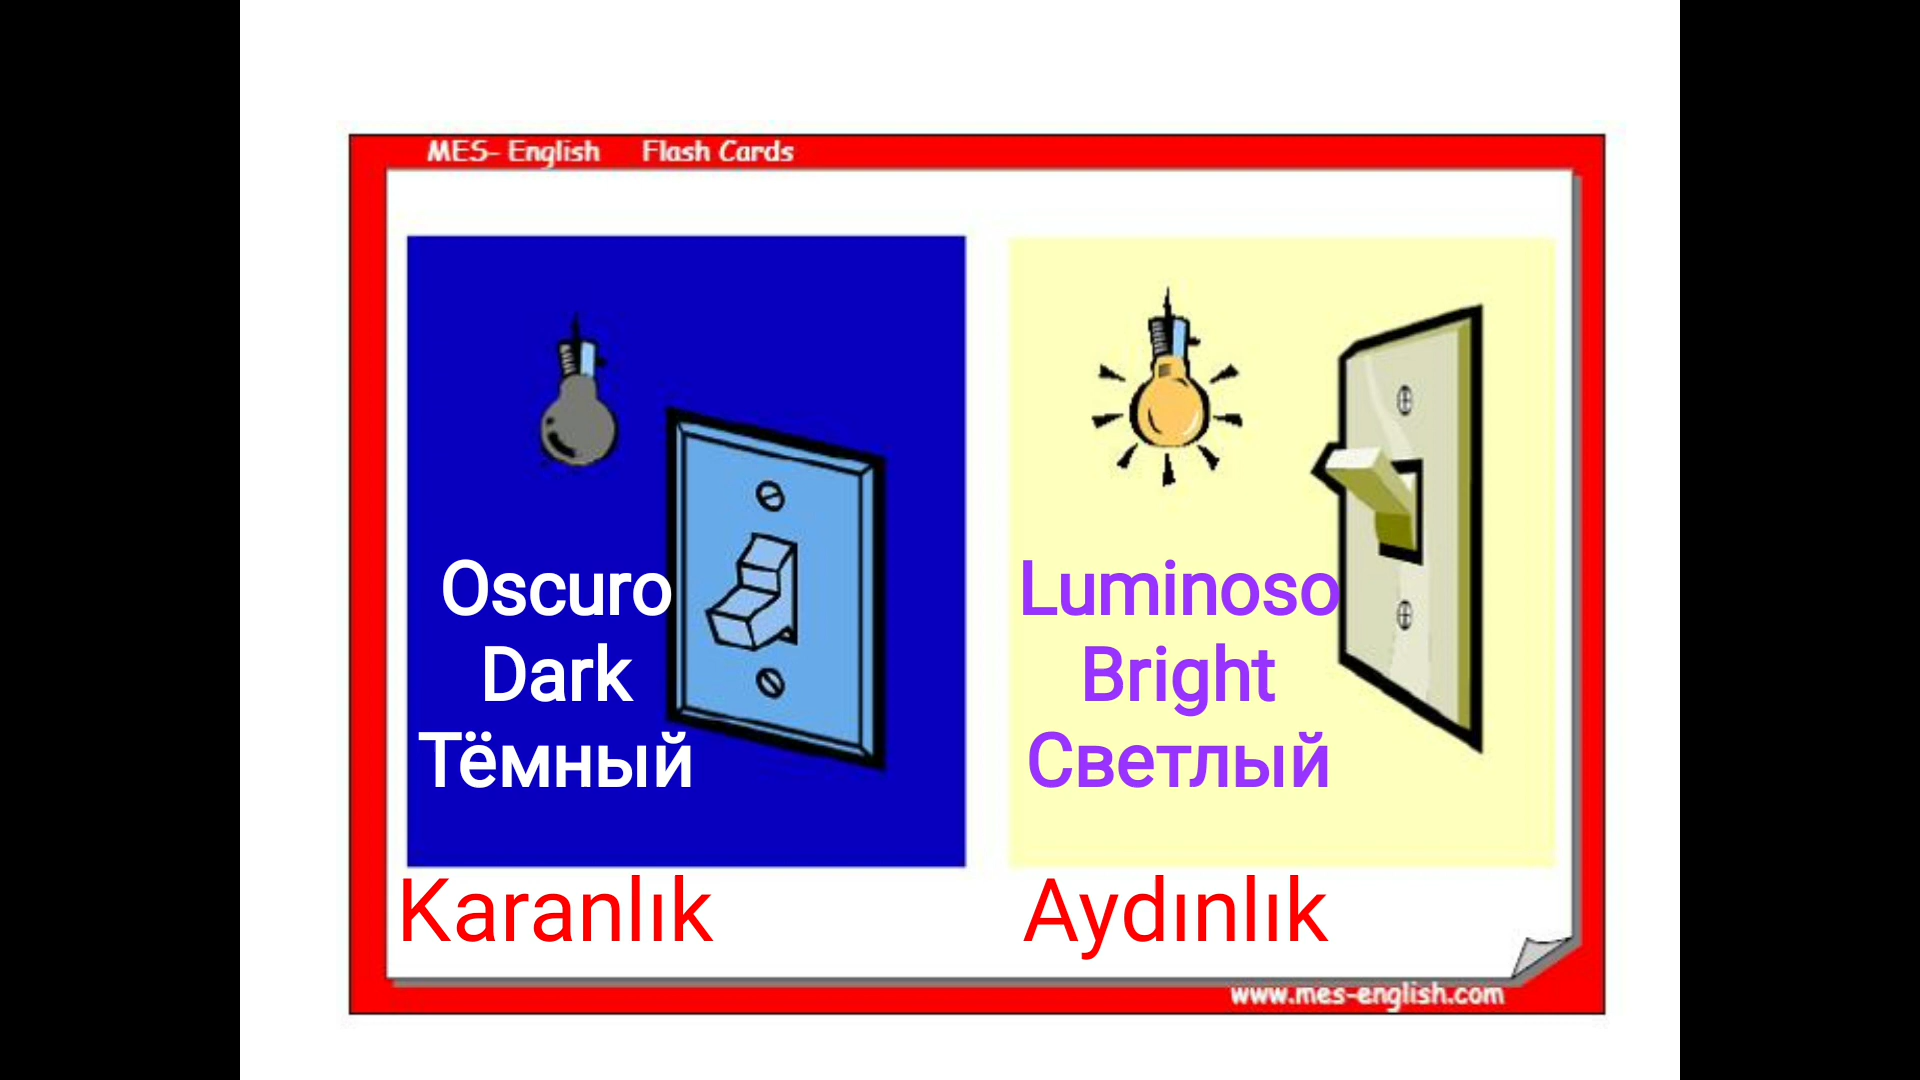 MES- English Flash Cards
Oscuro
Dark
Тёмный
Luminoso
Bright
Светлый
Karanlık
Aydınlık
www.mes-english.com